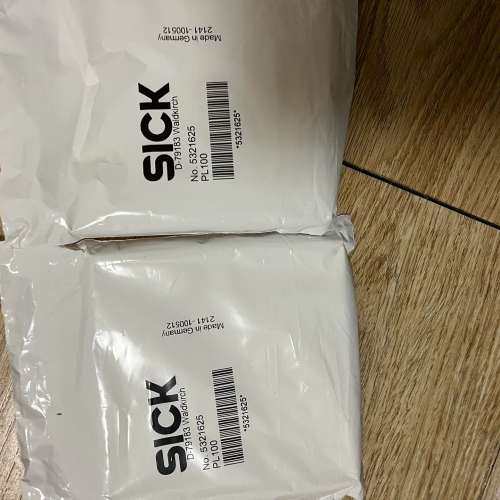 SICK
D-79183 Waldkirch
No. 5321625
PL100
*5321625*
Made in Germany
2141-100512
SICK
D-79183 Waldkirch
No. 5321625
PL100
*5321625*
Made in Germany
2141-100512